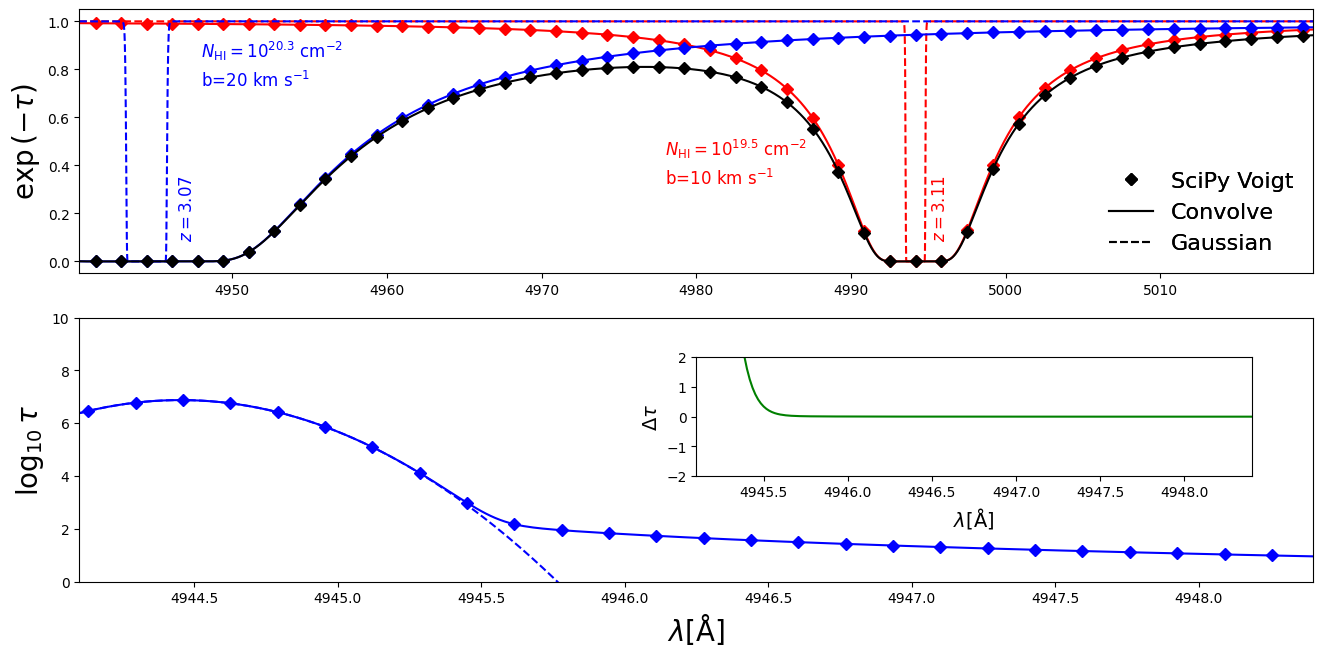 exp(−τ)
1.0
0.8
0.6
0.4
0.2
0.0
N_HI = 10^20.3 cm^−2
b=20 km s^−1
z = 3.07
N_HI = 10^19.5 cm^−2
b=10 km s^−1
z = 3.11
SciPy Voigt
Convolve
Gaussian
4950 4960 4970 4980 4990 5000 5010
log_10 τ
10
8
6
4
2
0
Δτ
2
1
0
−1
−2
4945.5 4946.0 4946.5 4947.0 4947.5 4948.0
λ[Å]
4944.5 4945.0 4945.5 4946.0 4946.5 4947.0 4947.5 4948.0
λ[Å]